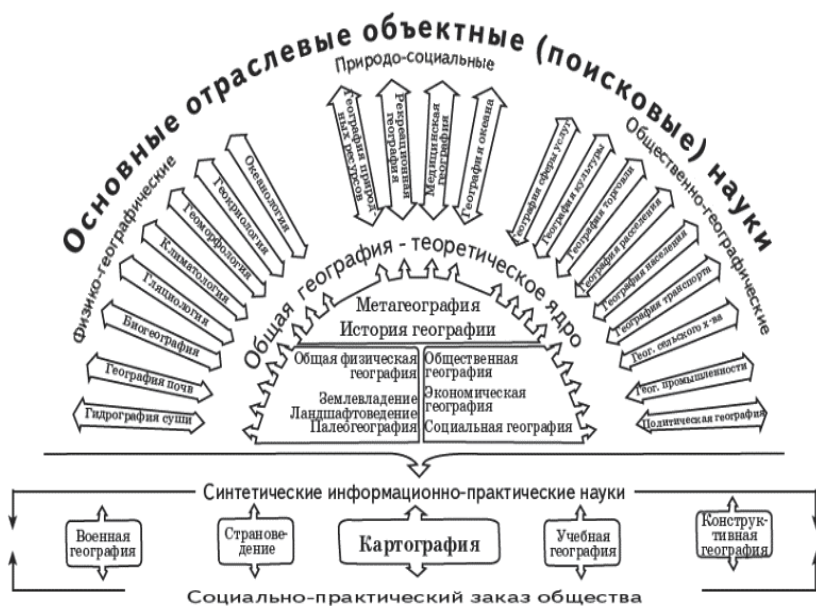 Основные отраслевые объектные (поисковые) науки
Физико-географические
Природо-социальные
Общественно-географические
Гидрография суши
География почв
Биогеография
Гляциология
Климатология
Геоморфология
Геокриология
Океанология
География природ-
ных ресурсов
Рекреационная
география
Медицинская
география
География океана
География сферы услуг
География культуры
География торговли
География расселения
География населения
География транспорта
Геог. сельского х-ва
Геог. промышленности
Политическая география
Общая география - теоретическое ядро
Метагеография
История географии
Общая физическая
география
Землевладение
Ландшафтоведение
Палеогеография
Общественная
география
Экономическая
география
Социальная география
Синтетические информационно-практические науки
Военная
география
Странове-
дение
Картография
Учебная
география
Конструк-
тивная
география
Социально-практический заказ общества